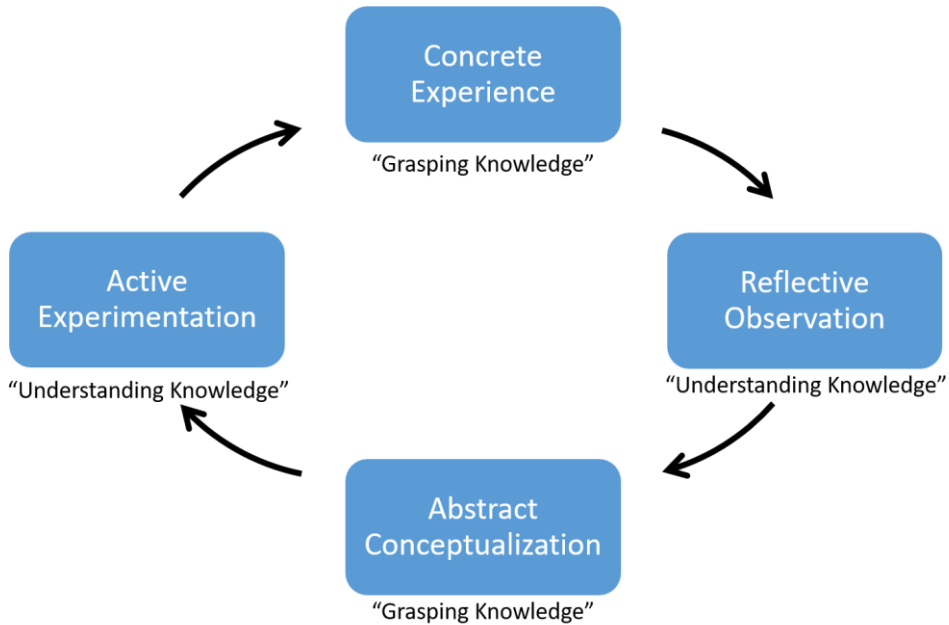 Concrete
Experience
“Grasping Knowledge”
Active
Experimentation
“Understanding Knowledge”
Reflective
Observation
“Understanding Knowledge”
Abstract
Conceptualization
“Grasping Knowledge”